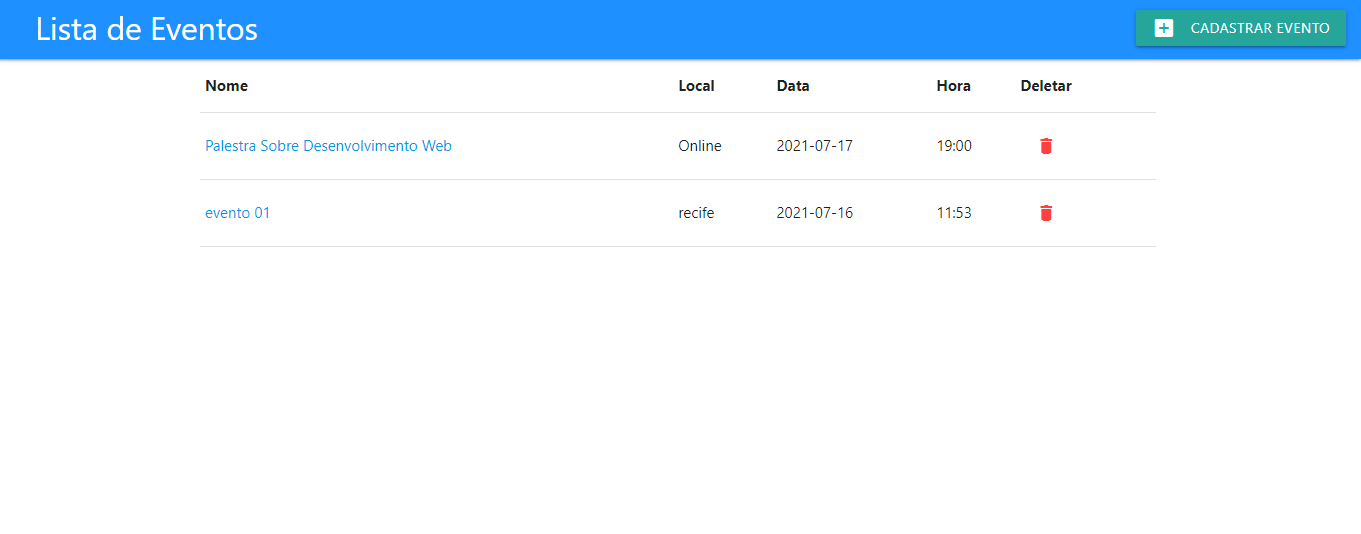 Lista de Eventos CADASTRAR EVENTO
Nome Local Data Hora Deletar
Palestra Sobre Desenvolvimento Web Online 2021-07-17 19:00
evento 01 recife 2021-07-16 11:53